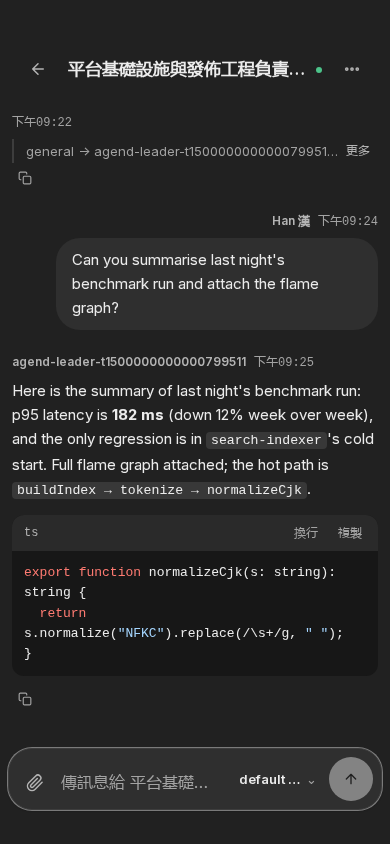 平台基礎設施與發佈工程負責…
下午09:22
general → agend-leader-t15000000000079951… 更多
Han 漢 下午09:24
Can you summarise last night's
benchmark run and attach the flame
graph?
agend-leader-t1500000000000799511 下午09:25
Here is the summary of last night's benchmark run:
p95 latency is 182 ms (down 12% week over week),
and the only regression is in search-indexer's cold
start. Full flame graph attached; the hot path is
buildIndex → tokenize → normalizeCjk.
ts 換行 複製
export function normalizeCjk(s: string):
string {
  return
s.normalize("NFKC").replace(/\s+/g, " ");
}
傳訊息給 平台基礎… default …